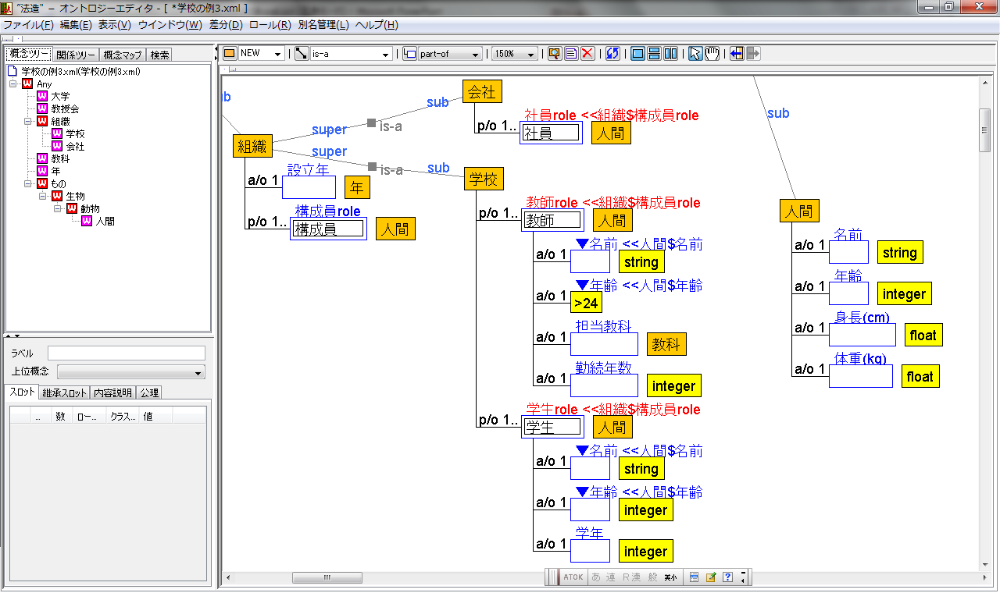 "法造" － オントロジーエディタ - [ *学校の例3.xml ]
ファイル(F) 編集(E) 表示(V) ウインドウ(W) 差分(D) ロール(R) 別名管理(L) ヘルプ(H)
概念ツリー 関係ツリー 概念マップ 検索
NEW is-a part-of 150%
学校の例3.xml(学校の例3.xml)
Any
大学
教授会
組織
学校
会社
教科
年
もの
生物
動物
人間
ラベル
上位概念
スロット 継承スロット 内容説明 公理
... 数 ロー... クラス... 値
ub
組織
super
is-a
sub
super
is-a
sub
a/o 1
設立年
年
p/o 1..
構成員role
構成員
人間
会社
p/o 1..
社員role <<組織$構成員role
社員
人間
学校
p/o 1..
教師role <<組織$構成員role
教師
人間
a/o 1
▼名前 <<人間$名前
string
a/o 1
▼年齢 <<人間$年齢
>24
a/o 1
担当教科
教科
a/o 1
勤続年数
integer
p/o 1..
学生role <<組織$構成員role
学生
人間
a/o 1
▼名前 <<人間$名前
string
a/o 1
▼年齢 <<人間$年齢
integer
a/o 1
学年
integer
sub
人間
a/o 1
名前
string
a/o 1
年齢
integer
a/o 1
身長(cm)
float
a/o 1
体重(kg)
float
ATOK あ 連 R漢 般 英小